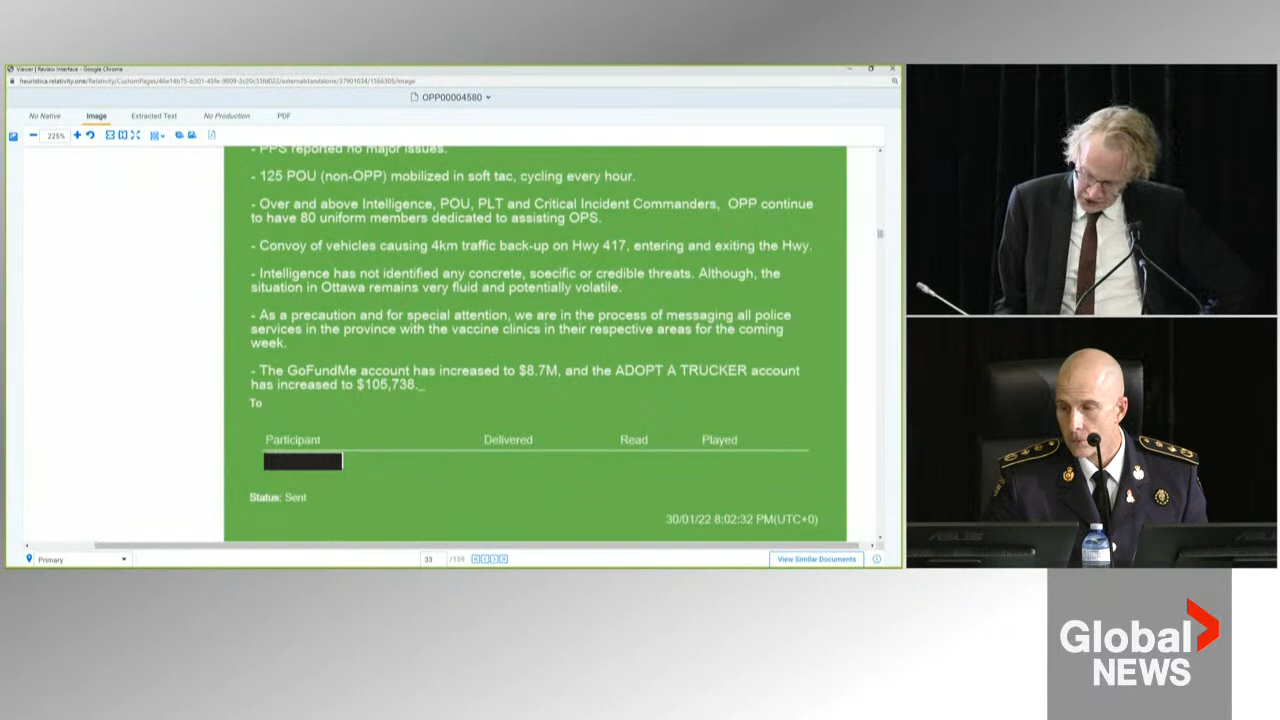 Viewer | Review Interface - Google Chrome
OPP00004580
No Native Image Extracted Text No Production PDF
225%
- PPS reported no major issues.
- 125 POU (non-OPP) mobilized in soft tac, cycling every hour.
- Over and above Intelligence, POU, PLT and Critical Incident Commanders, OPP continue
to have 80 uniform members dedicated to assisting OPS.
- Convoy of vehicles causing 4km traffic back-up on Hwy 417, entering and exiting the Hwy.
- Intelligence has not identified any concrete, soecific or credible threats. Although, the
situation in Ottawa remains very fluid and potentially volatile.
- As a precaution and for special attention, we are in the process of messaging all police
services in the province with the vaccine clinics in their respective areas for the coming
week.
- The GoFundMe account has increased to $8.7M, and the ADOPT A TRUCKER account
has increased to $105,738._
To
Participant Delivered Read Played
Status: Sent
30/01/22 8:02:32 PM(UTC+0)
Primary 33 /159 View Similar Documents
ASUS
Global
NEWS